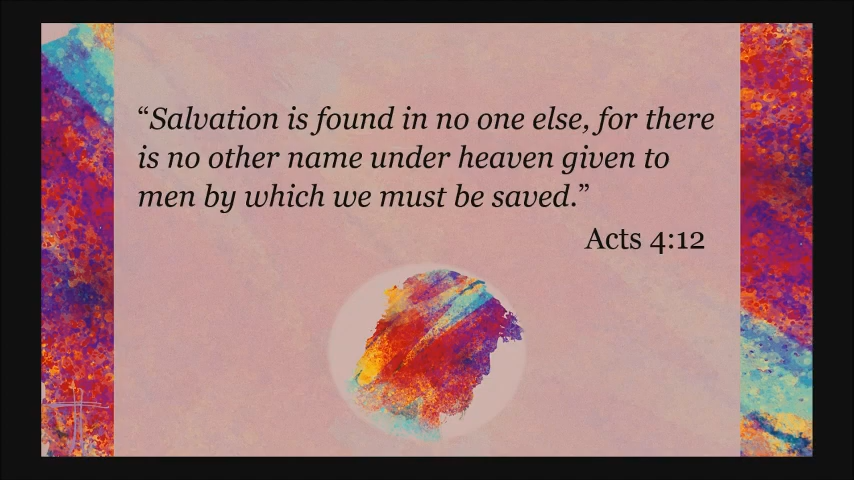 “Salvation is found in no one else, for there
is no other name under heaven given to
men by which we must be saved.”
Acts 4:12